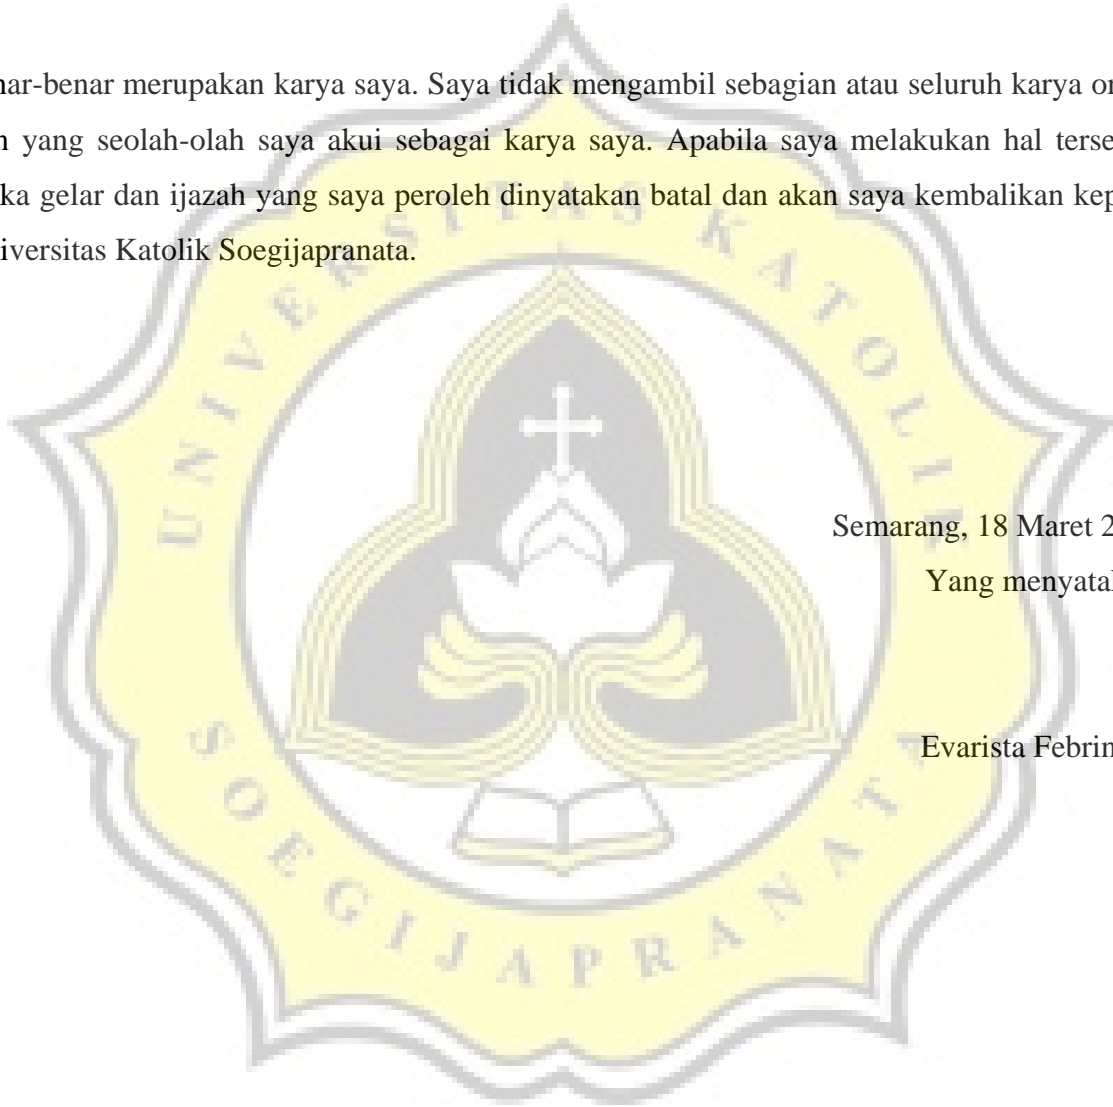 nar-benar merupakan karya saya. Saya tidak mengambil sebagian atau seluruh karya or
n yang seolah-olah saya akui sebagai karya saya. Apabila saya melakukan hal terse
ka gelar dan ijazah yang saya peroleh dinyatakan batal dan akan saya kembalikan kep
iversitas Katolik Soegijapranata.
UNIVERSITAS KATOLIK
Semarang, 18 Maret 2
Yang menyata
Evarista Febrin
SOEGIJAPRANATA